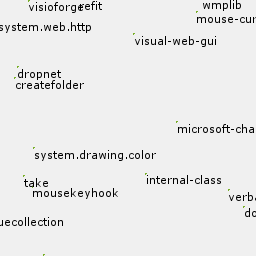 visioforge
refit
wmplib
mouse-cur
system.web.http
visual-web-gui
dropnet
createfolder
microsoft-cha
system.drawing.color
take
internal-class
mousekeyhook
verba
do
uecollection